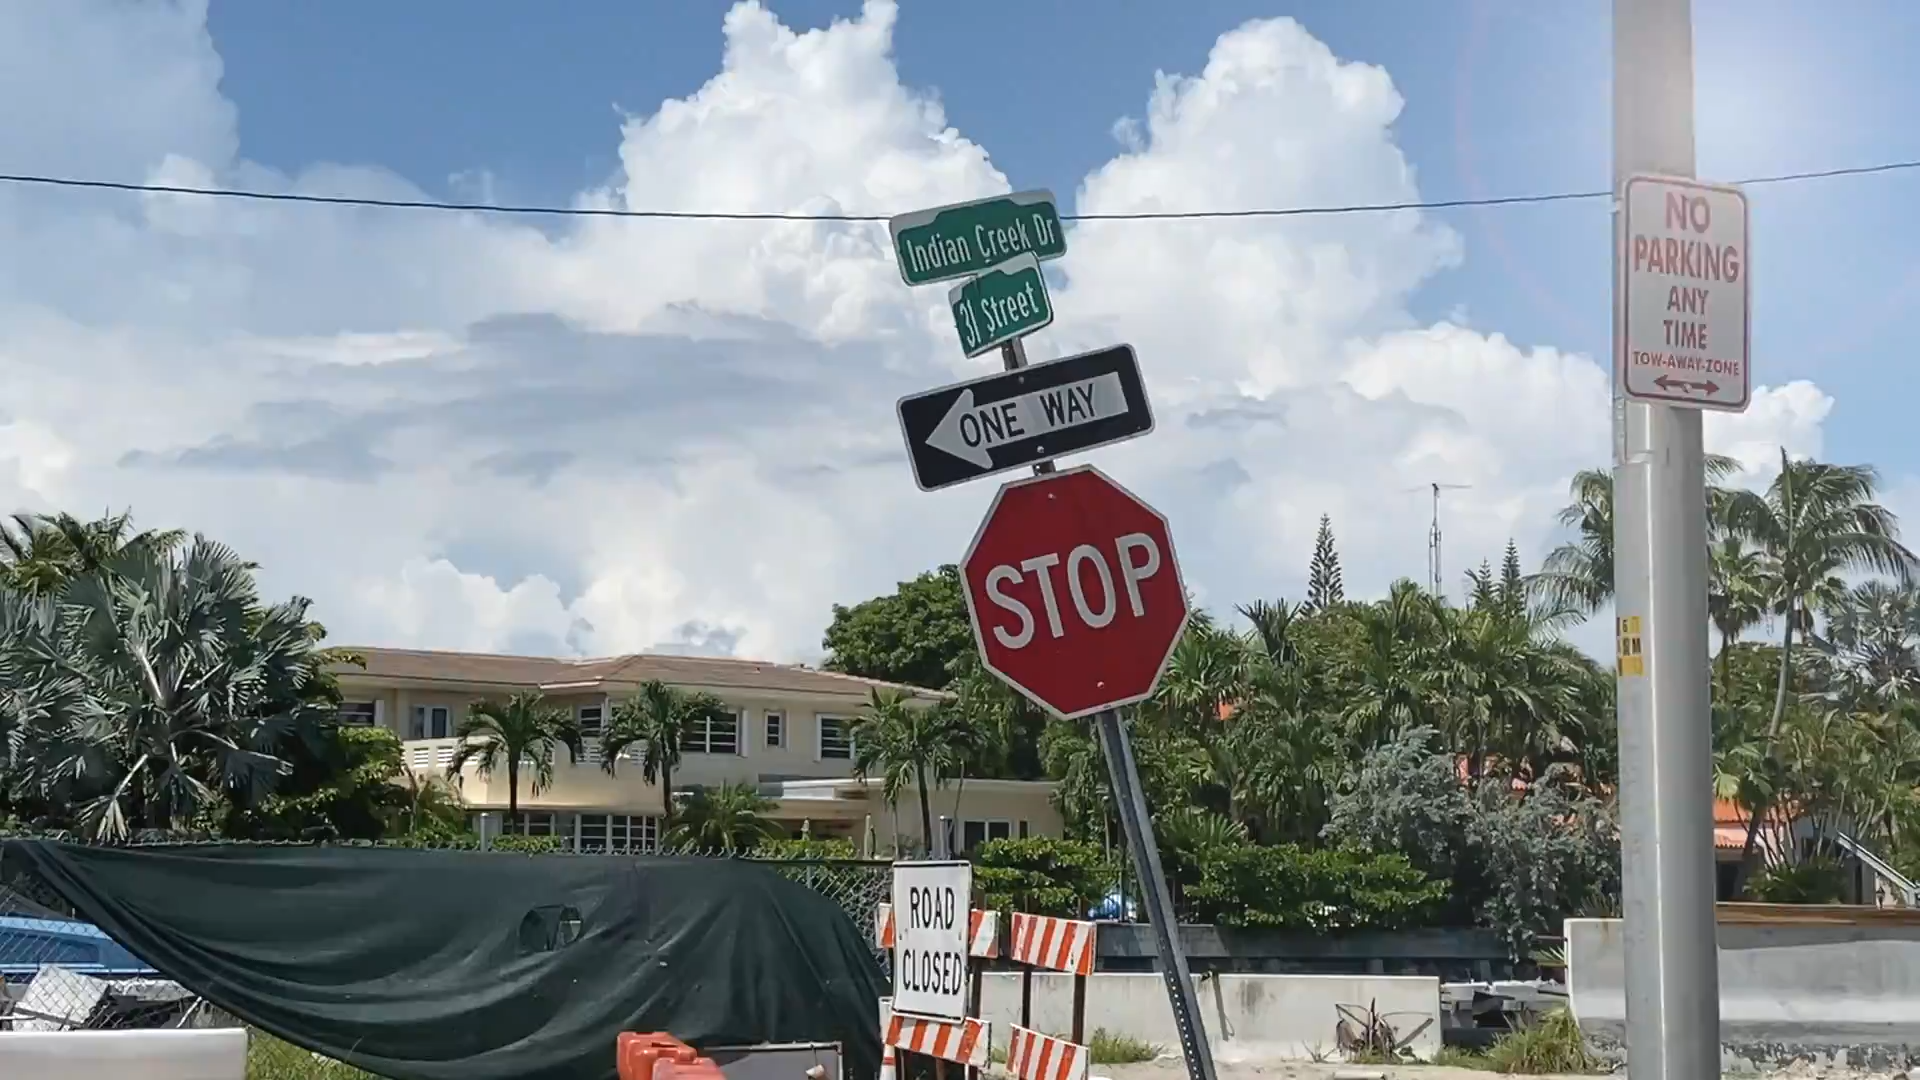 Indian Creek Dr
31 Street
ONE WAY
STOP
NO
PARKING
ANY
TIME
TOW-AWAY-ZONE
ROAD
CLOSED